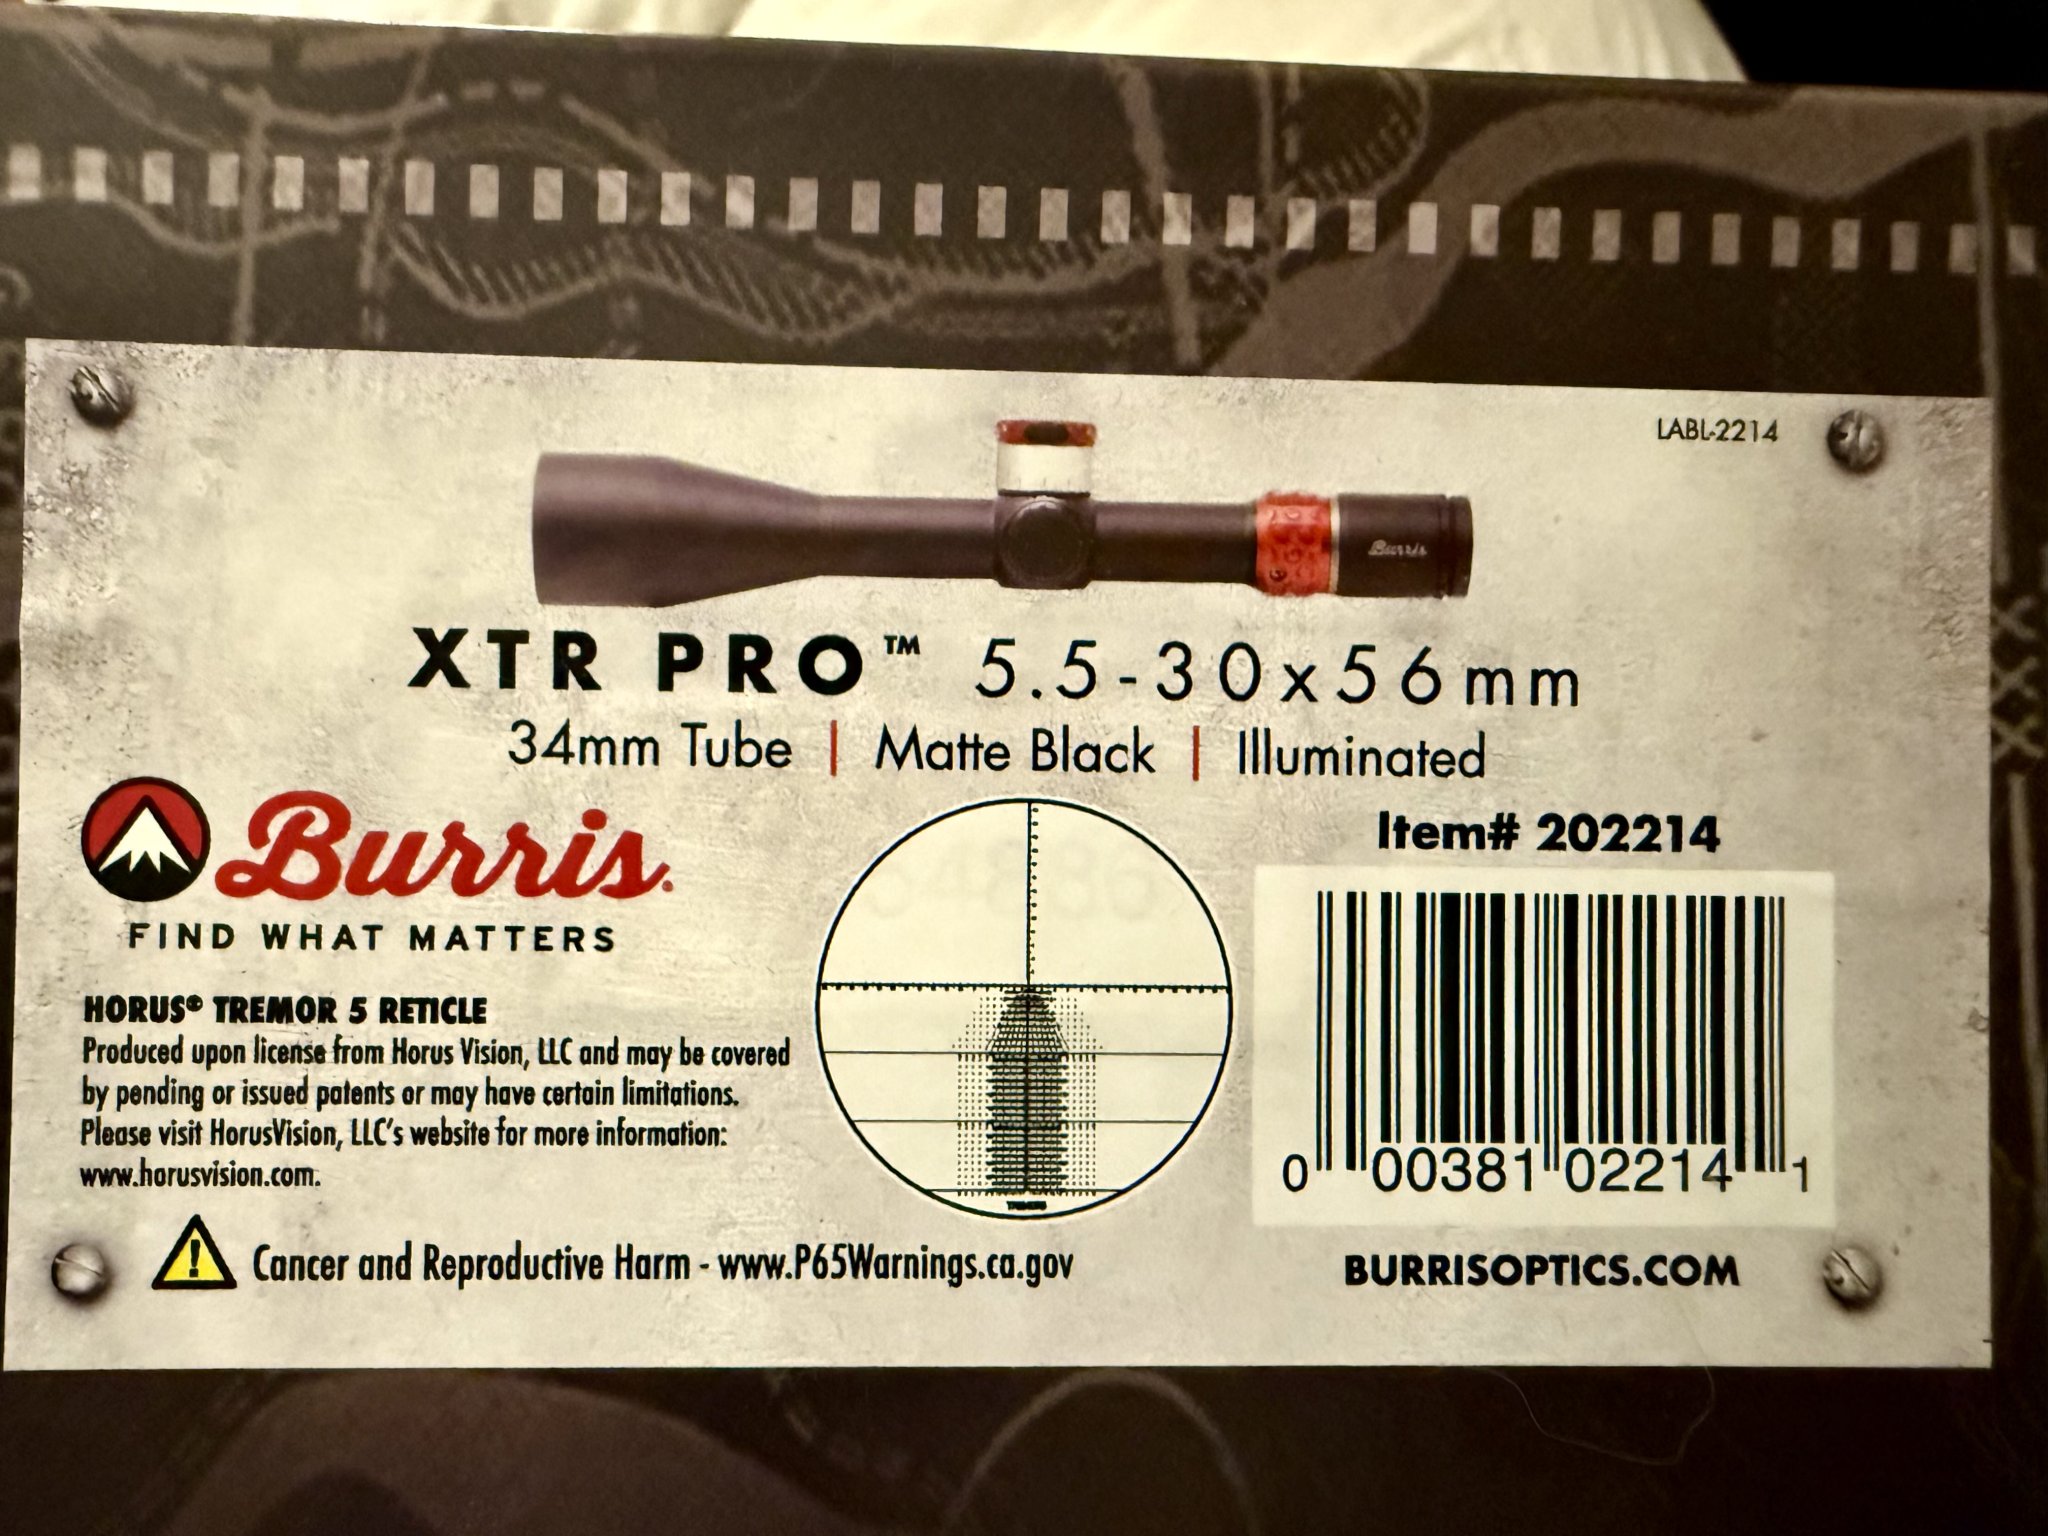 LABL-2214
Burris
XTR PRO™ 5.5-30x56mm
34mm Tube | Matte Black | Illuminated
Burris.
FIND WHAT MATTERS
Item# 202214
HORUS® TREMOR 5 RETICLE
Produced upon license from Horus Vision, LLC and may be covered
by pending or issued patents or may have certain limitations.
Please visit HorusVision, LLC's website for more information:
www.horusvision.com.
0 00381 02214 1
Cancer and Reproductive Harm - www.P65Warnings.ca.gov
BURRISOPTICS.COM